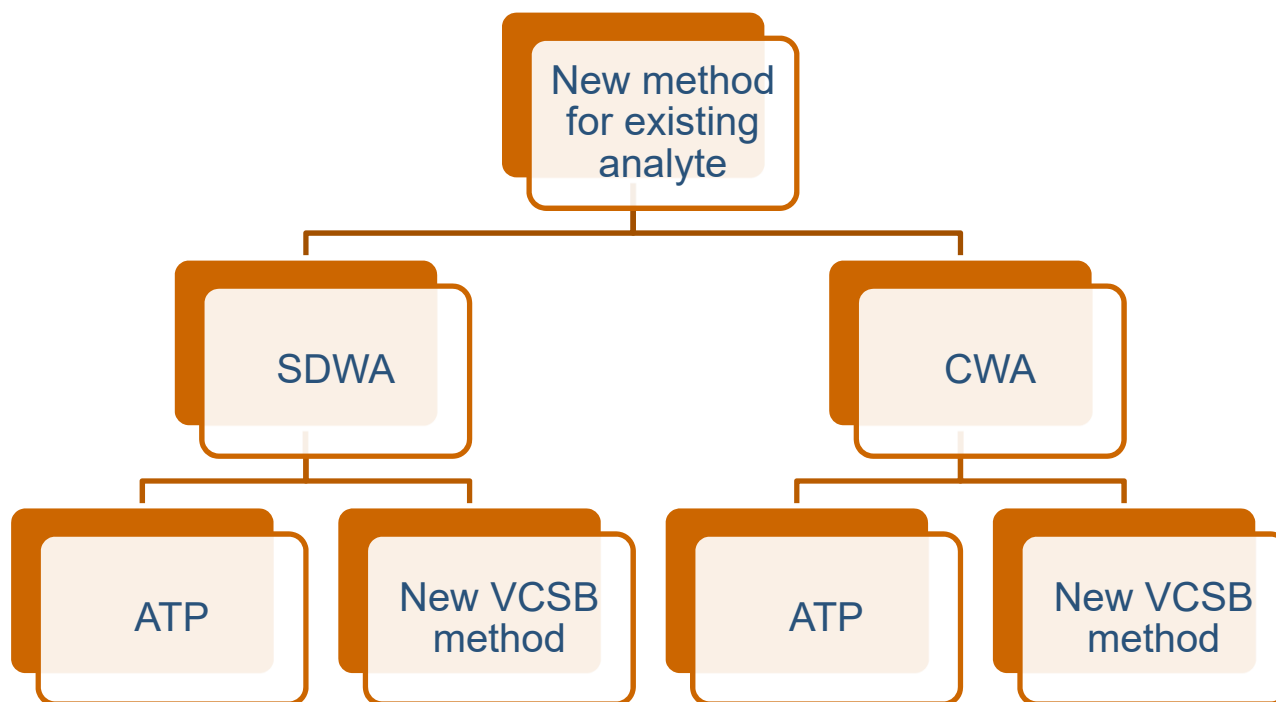 New method
for existing
analyte
SDWA
CWA
ATP
New VCSB
method
ATP
New VCSB
method